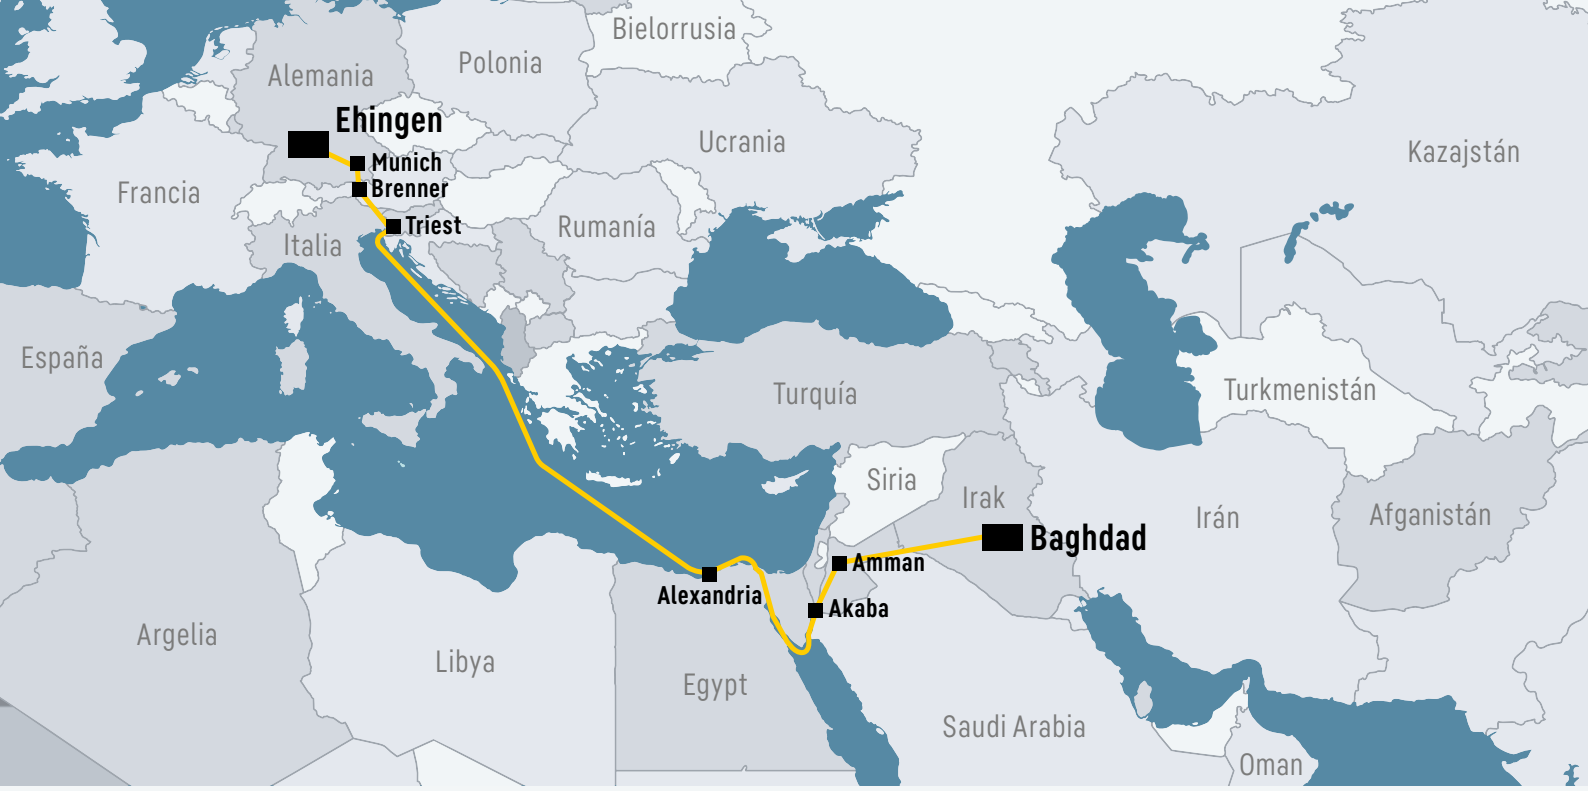 Bielorrusia
Alemania
Polonia
Ehingen
Ucrania
Kazajstán
Munich
Brenner
Francia
Triest
Rumanía
Italia
España
Turquía
Turkmenistán
Siria
Irak
Irán
Afganistán
Baghdad
Amman
Alexandria
Akaba
Argelia
Libya
Egypt
Saudi Arabia
Oman